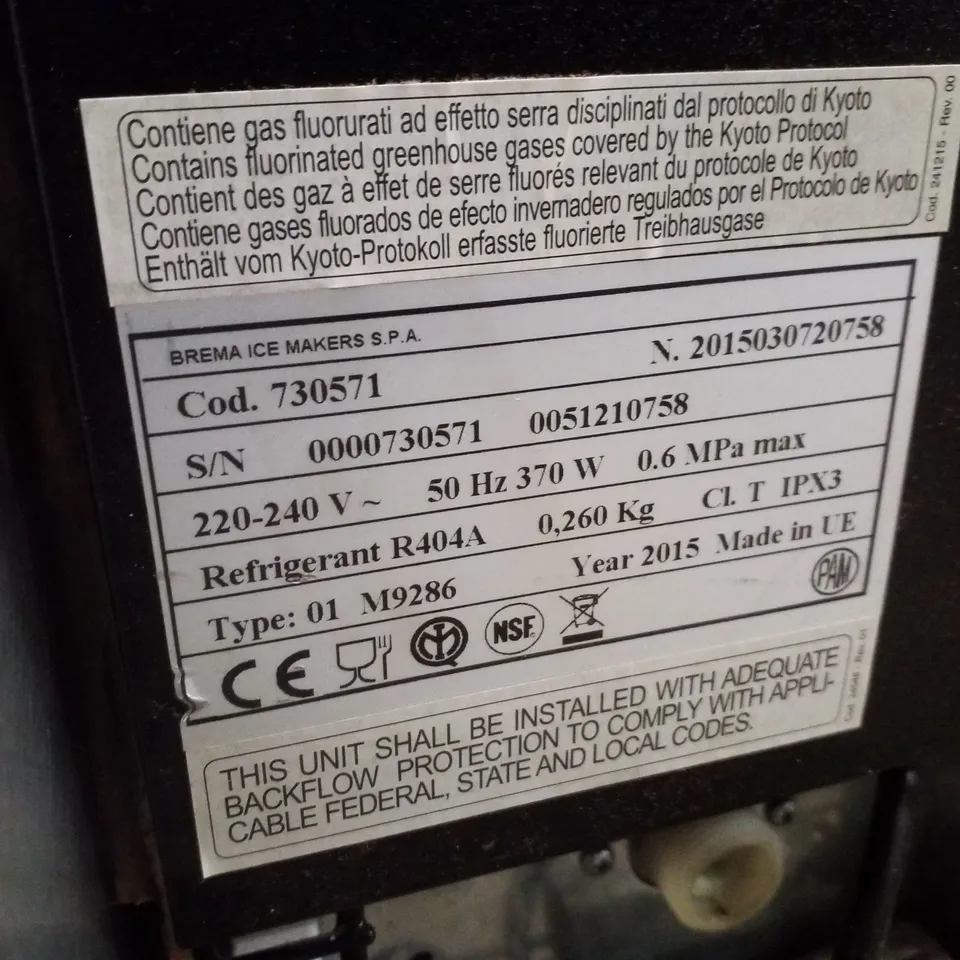 Contiene gas fluorurati ad effetto serra disciplinati dal protocollo di Kyoto
Contains fluorinated greenhouse gases covered by the Kyoto Protocol
Contient des gaz à effet de serre fluorés relevant du protocole de Kyoto
Contiene gases fluorados de efecto invernadero regulados por el Protocolo de Kyoto
Enthält vom Kyoto-Protokoll erfasste fluorierte Treibhausgase
Cod. 241215 - Rev. 00
BREMA ICE MAKERS S.P.A.
Cod. 730571 N. 2015030720758
S/N 0000730571 0051210758
220-240 V ~ 50 Hz 370 W 0.6 MPa max
Refrigerant R404A 0,260 Kg Cl. T IPX3
Type: 01 M9286 Year 2015 Made in UE
CE NSF PAM
THIS UNIT SHALL BE INSTALLED WITH ADEQUATE
BACKFLOW PROTECTION TO COMPLY WITH APPLI-
CABLE FEDERAL, STATE AND LOCAL CODES.